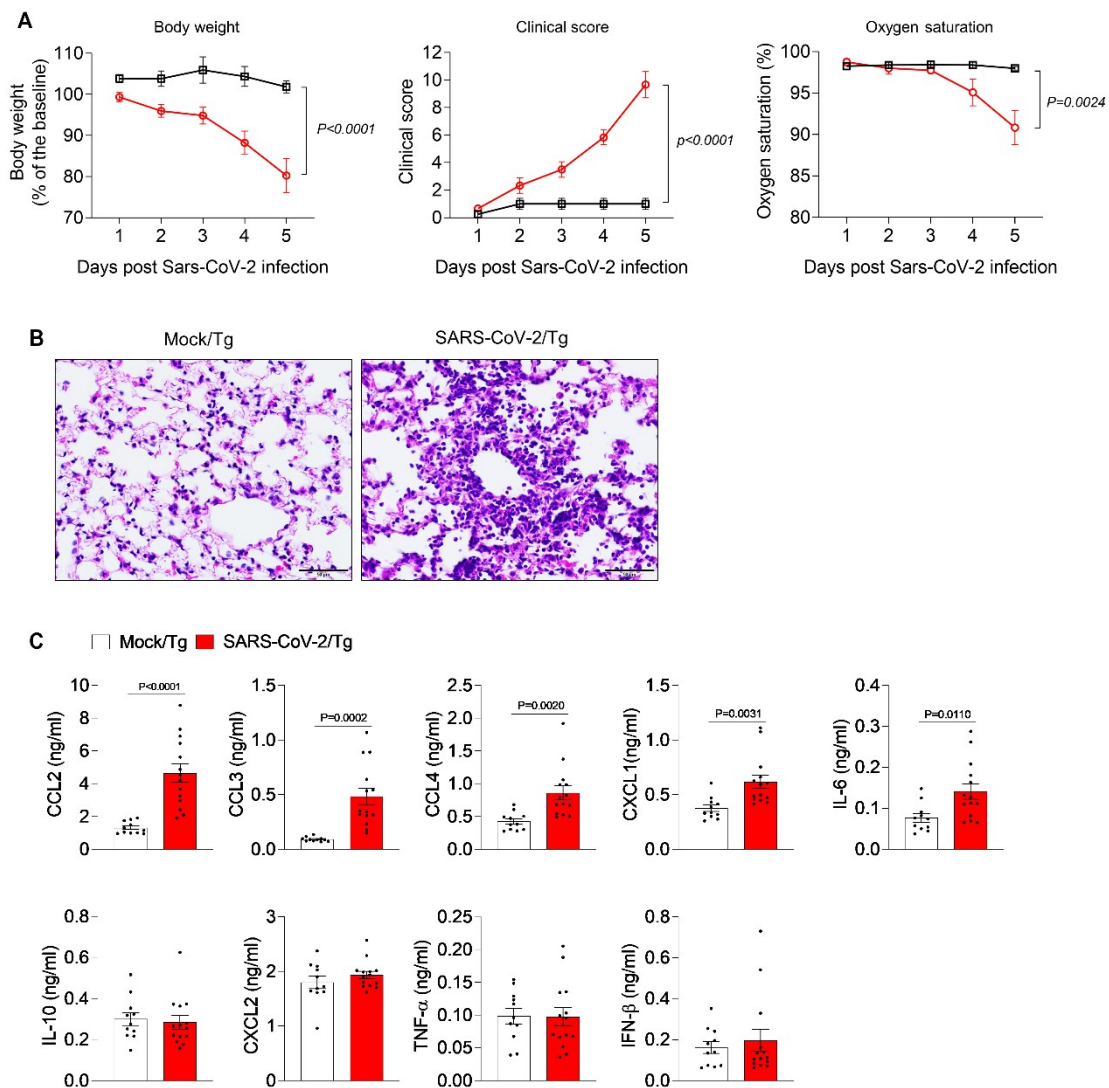 A
Body weight
Body weight
(% of the baseline)
110
100
90
80
70
P<0.0001
1 2 3 4 5
Days post Sars-CoV-2 infection
Clinical score
Clinical score
12
10
8
6
4
2
0
p<0.0001
1 2 3 4 5
Days post Sars-CoV-2 infection
Oxygen saturation
Oxygen saturation (%)
100
95
90
85
80
P=0.0024
1 2 3 4 5
Days post Sars-CoV-2 infection
B
Mock/Tg
SARS-CoV-2/Tg
C
Mock/Tg SARS-CoV-2/Tg
CCL2 (ng/ml)
10
8
6
4
2
0
P<0.0001
CCL3 (ng/ml)
1.5
1.0
0.5
0.0
P=0.0002
CCL4 (ng/ml)
2.5
2.0
1.5
1.0
0.5
0.0
P=0.0020
CXCL1(ng/ml)
1.5
1.0
0.5
0.0
P=0.0031
IL-6 (ng/ml)
0.4
0.3
0.2
0.1
0.0
P=0.0110
IL-10 (ng/ml)
0.8
0.6
0.4
0.2
0.0
CXCL2 (ng/ml)
3
2
1
0
TNF-α (ng/ml)
0.25
0.20
0.15
0.10
0.05
0.00
IFN-β (ng/ml)
0.8
0.6
0.4
0.2
0.0